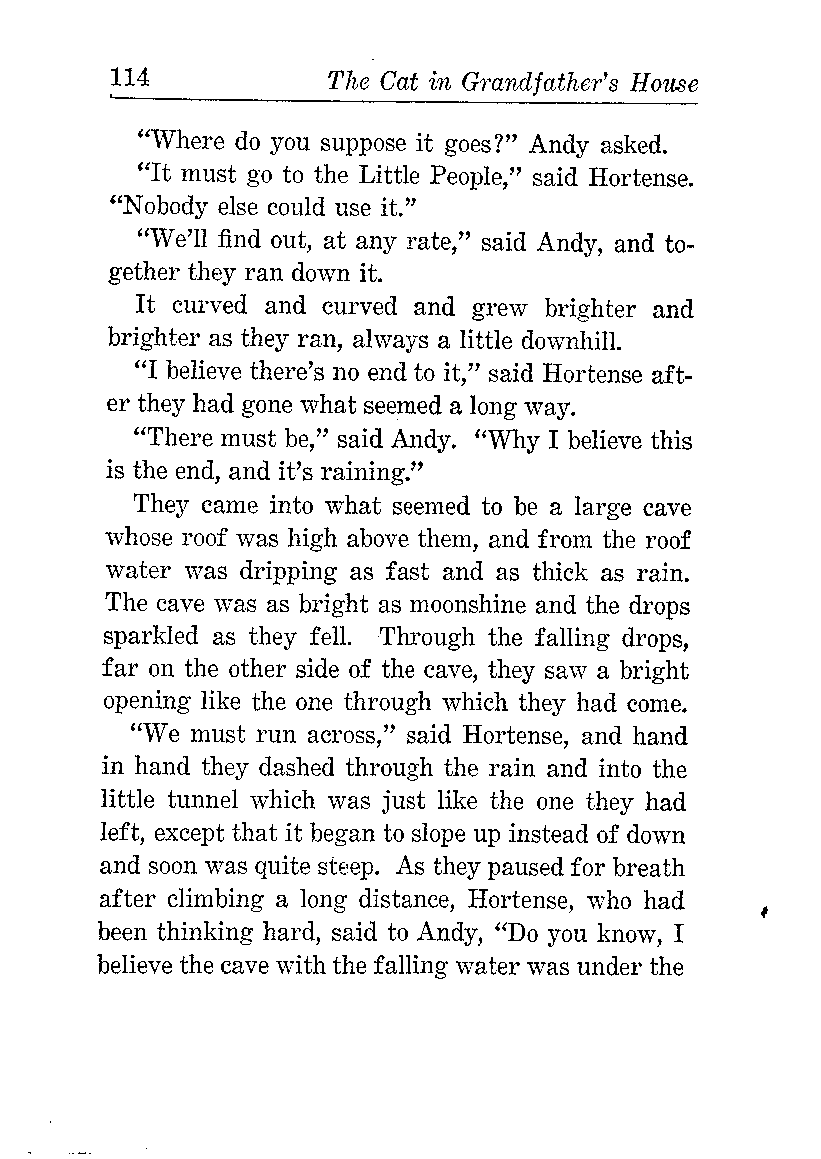 114 The Cat in Grandfather's House
“Where do you suppose it goes?” Andy asked.
“It must go to the Little People,” said Hortense.
“Nobody else could use it.”
“We’ll find out, at any rate,” said Andy, and to-
gether they ran down it.
It curved and curved and grew brighter and
brighter as they ran, always a little downhill.
“I believe there’s no end to it,” said Hortense aft-
er they had gone what seemed a long way.
“There must be,” said Andy. “Why I believe this
is the end, and it’s raining.”
They came into what seemed to be a large cave
whose roof was high above them, and from the roof
water was dripping as fast and as thick as rain.
The cave was as bright as moonshine and the drops
sparkled as they fell. Through the falling drops,
far on the other side of the cave, they saw a bright
opening like the one through which they had come.
“We must run across,” said Hortense, and hand
in hand they dashed through the rain and into the
little tunnel which was just like the one they had
left, except that it began to slope up instead of down
and soon was quite steep. As they paused for breath
after climbing a long distance, Hortense, who had
been thinking hard, said to Andy, “Do you know, I
believe the cave with the falling water was under the